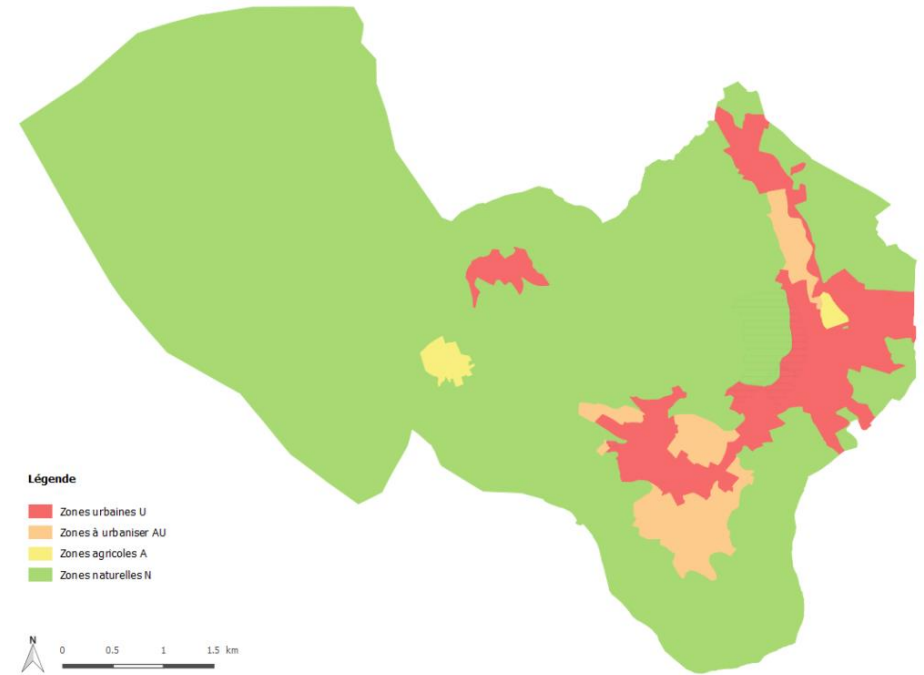 Légende
Zones urbaines U
Zones à urbaniser AU
Zones agricoles A
Zones naturelles N
N
0 0.5 1 1.5 km